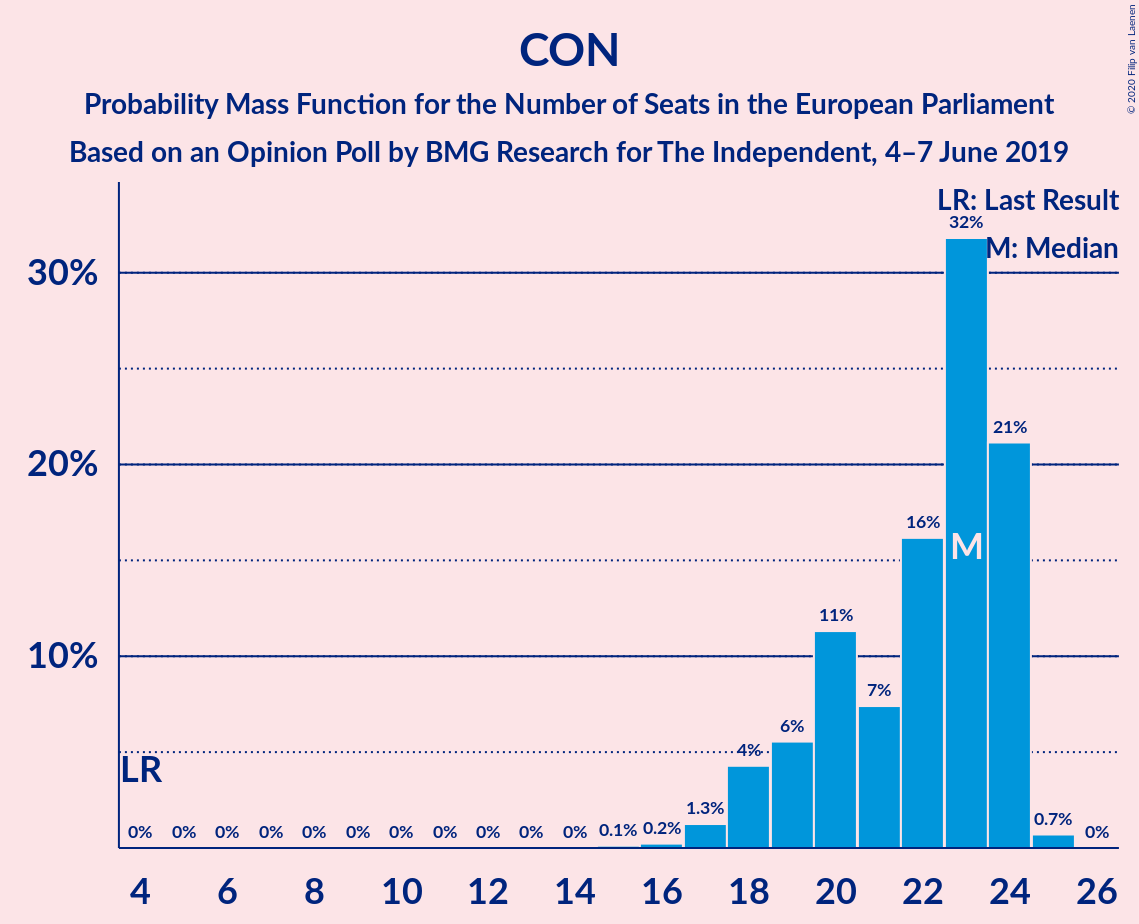 CON
Probability Mass Function for the Number of Seats in the European Parliament
Based on an Opinion Poll by BMG Research for The Independent, 4–7 June 2019
© 2020 Filip van Laenen
LR: Last Result
M: Median
30%
20%
10%
LR
0% 0% 0% 0% 0% 0% 0% 0% 0% 0% 0% 0.1% 0.2% 1.3% 4% 6% 11% 7% 16% 32% 21% 0.7% 0%
M
4 6 8 10 12 14 16 18 20 22 24 26